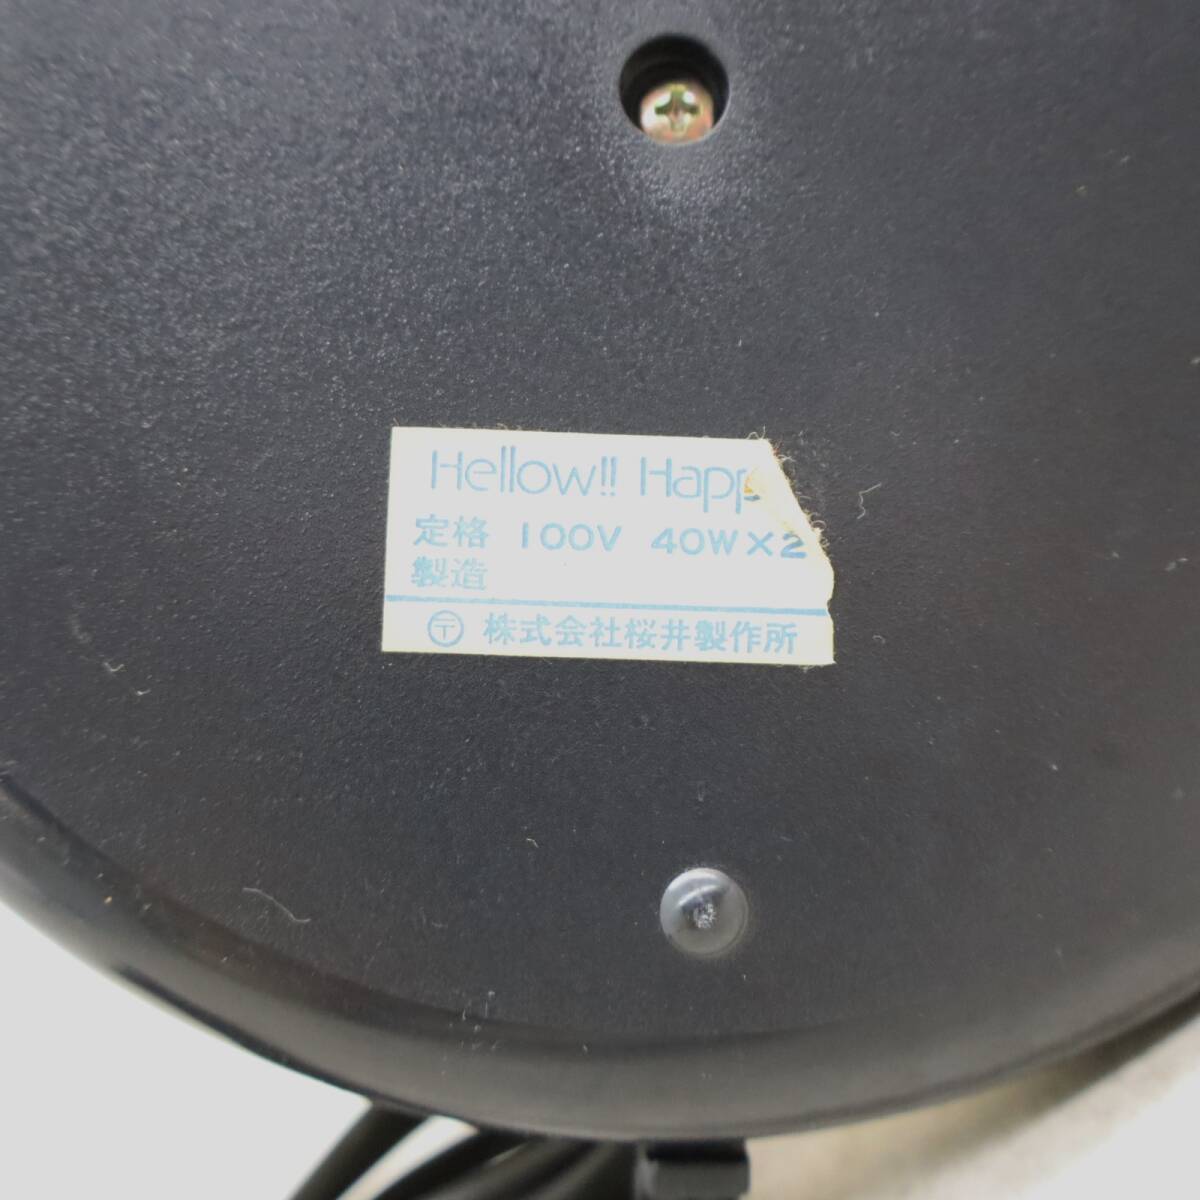 Hellow!! Happ
定格 100V 40W×2
製造
〶 株式会社桜井製作所